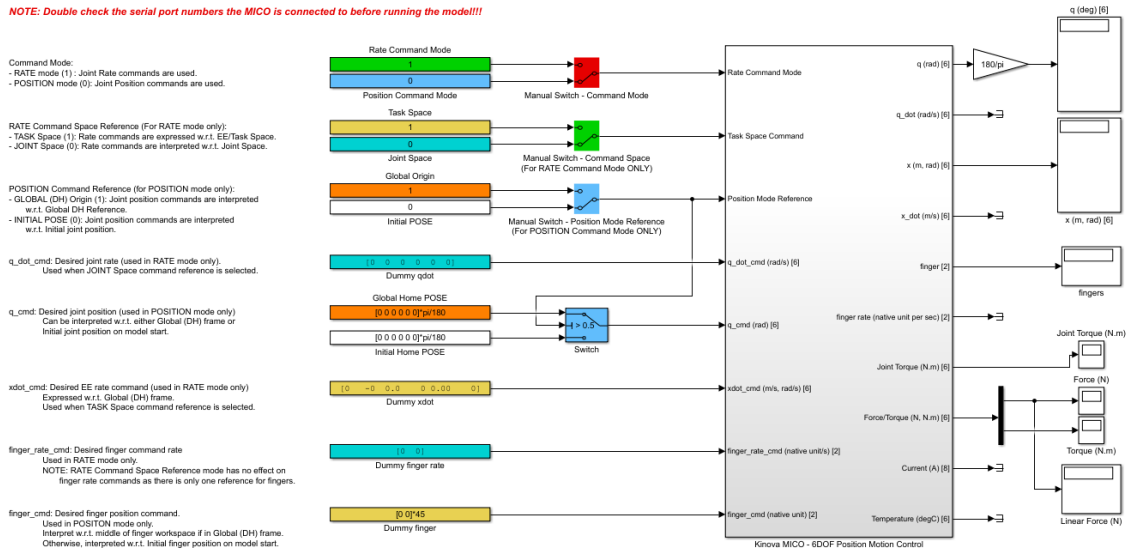 NOTE: Double check the serial port numbers the MICO is connected to before running the model!!!
Command Mode:
- RATE mode (1) : Joint Rate commands are used.
- POSITION mode (0): Joint Position commands are used.
Rate Command Mode
1
0
Position Command Mode
Manual Switch - Command Mode
RATE Command Space Reference (For RATE mode only):
- TASK Space (1): Rate commands are expressed w.r.t. EE/Task Space.
- JOINT Space (0): Rate commands are interpreted w.r.t. Joint Space.
Task Space
1
0
Joint Space
Manual Switch - Command Space
(For RATE Command Mode ONLY)
POSITION Command Reference (for POSITION mode only):
- GLOBAL (DH) Origin (1): Joint position commands are interpreted
w.r.t. Global DH Reference.
- INITIAL POSE (0): Joint position commands are interpreted
w.r.t. Initial joint position.
Global Origin
1
0
Initial POSE
Manual Switch - Position Mode Reference
(For POSITION Command Mode ONLY)
q_dot_cmd: Desired joint rate (used in RATE mode only).
Used when JOINT Space command reference is selected.
[0 0 0 0 0 0]
Dummy qdot
q_cmd: Desired joint position (used in POSITION mode only)
Can be interpreted w.r.t. either Global (DH) frame or
Initial joint position on model start.
Global Home POSE
[0 0 0 0 0 0]*pi/180
[0 0 0 0 0 0]*pi/180
Initial Home POSE
> 0.5
Switch
xdot_cmd: Desired EE rate command (used in RATE mode only)
Expressed w.r.t. Global (DH) frame.
Used when TASK Space command reference is selected.
[0 -0 0.0 0 0.00 0]
Dummy xdot
finger_rate_cmd: Desired finger command rate
Used in RATE mode only.
NOTE: RATE Command Space Reference mode has no effect on
finger rate commands as there is only one reference for fingers.
[0 0]
Dummy finger rate
finger_cmd: Desired finger position command.
Used in POSITON mode only.
Interpret w.r.t. middle of finger workspace if in Global (DH) frame.
Otherwise, interpreted w.r.t. Initial finger position on model start.
[0 0]*45
Dummy finger
Rate Command Mode
Task Space Command
Position Mode Reference
q_dot_cmd (rad/s) [6]
q_cmd (rad) [6]
xdot_cmd (m/s, rad/s) [6]
finger_rate_cmd (native unit/s) [2]
finger_cmd (native unit) [2]
q (rad) [6]
q_dot (rad/s) [6]
x (m, rad) [6]
x_dot (m/s) [6]
finger [2]
finger rate (native unit per sec) [2]
Joint Torque (N.m) [6]
Force/Torque (N, N.m) [6]
Current (A) [8]
Temperature (degC) [6]
Kinova MICO - 6DOF Position Motion Control
180/pi
q (deg) [6]
x (m, rad) [6]
fingers
Joint Torque (N.m)
Force (N)
Torque (N.m)
Linear Force (N)